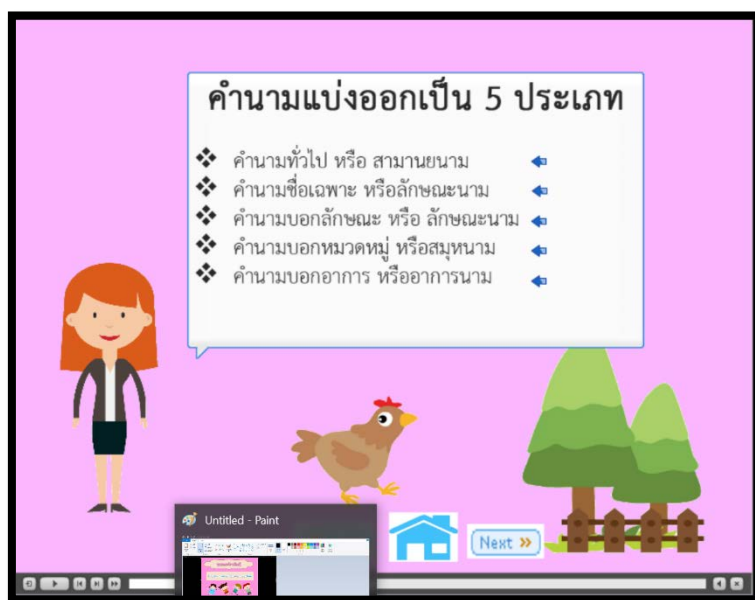 คำนามแบ่งออกเป็น 5 ประเภท
คำนามทั่วไป หรือ สามานยนาม
คำนามชื่อเฉพาะ หรือลักษณะนาม
คำนามบอกลักษณะ หรือ ลักษณะนาม
คำนามบอกหมวดหมู่ หรือสมุหนาม
คำนามบอกอาการ หรืออาการนาม
Untitled - Paint
Next »